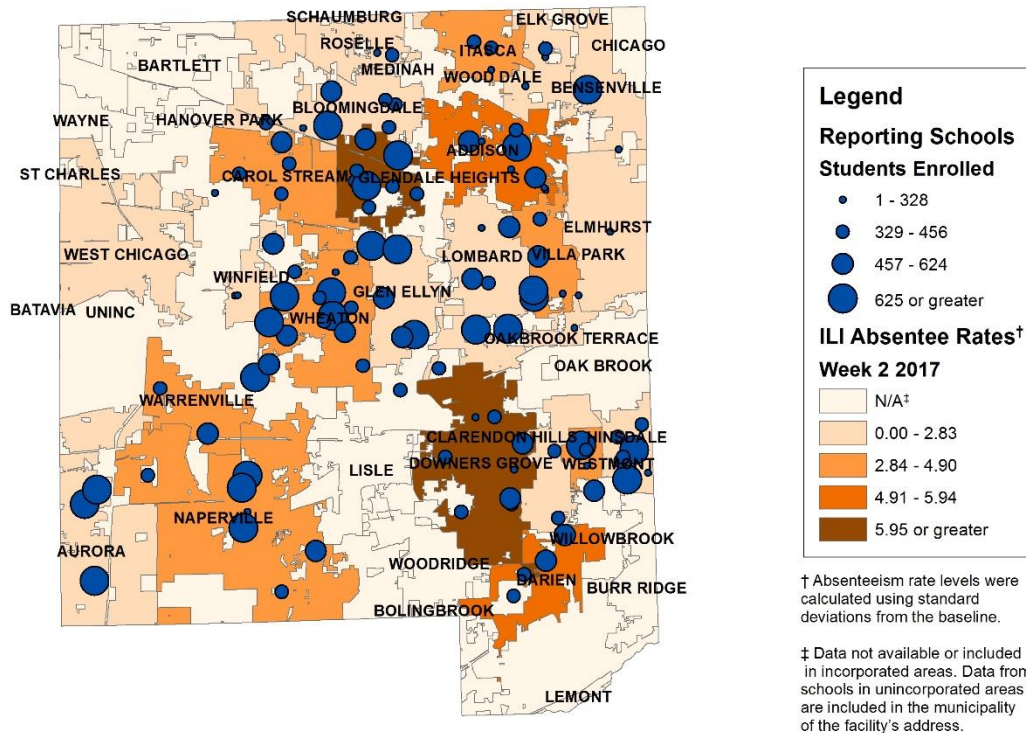 SCHAUMBURG
ELK GROVE
ROSELLE
ITASCA
CHICAGO
BARTLETT
MEDINAH
WOOD DALE
BENSENVILLE
BLOOMINGDALE
WAYNE
HANOVER PARK
ADDISON
ST CHARLES
CAROL STREAM
GLENDALE HEIGHTS
ELMHURST
WEST CHICAGO
LOMBARD
VILLA PARK
WINFIELD
GLEN ELLYN
BATAVIA
UNINC
WHEATON
OAKBROOK TERRACE
OAK BROOK
WARRENVILLE
CLARENDON HILLS
HINSDALE
LISLE
DOWNERS GROVE
WESTMONT
NAPERVILLE
AURORA
WILLOWBROOK
WOODRIDGE
DARIEN
BURR RIDGE
BOLINGBROOK
LEMONT
Legend
Reporting Schools
Students Enrolled
1 - 328
329 - 456
457 - 624
625 or greater
ILI Absentee Rates†
Week 2 2017
N/A‡
0.00 - 2.83
2.84 - 4.90
4.91 - 5.94
5.95 or greater
† Absenteeism rate levels were
calculated using standard
deviations from the baseline.
‡ Data not available or included
in incorporated areas. Data from
schools in unincorporated areas
are included in the municipality
of the facility's address.